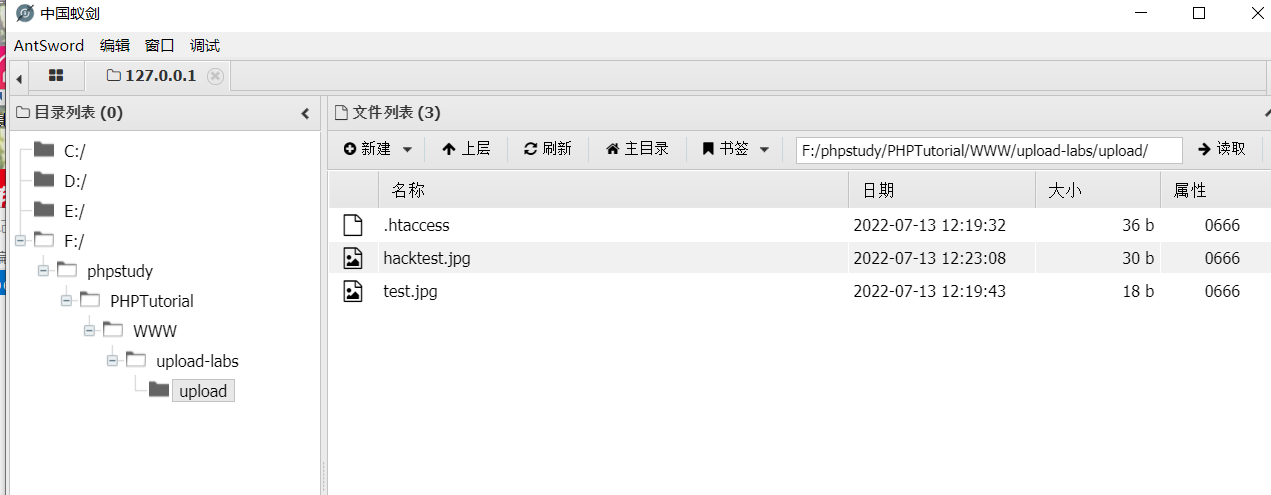 中国蚁剑
AntSword 编辑 窗口 调试
127.0.0.1
目录列表 (0)
C:/
D:/
E:/
F:/
phpstudy
PHPTutorial
WWW
upload-labs
upload
文件列表 (3)
新建 上层 刷新 主目录 书签 F:/phpstudy/PHPTutorial/WWW/upload-labs/upload/ 读取
名称 日期 大小 属性
.htaccess 2022-07-13 12:19:32 36 b 0666
hacktest.jpg 2022-07-13 12:23:08 30 b 0666
test.jpg 2022-07-13 12:19:43 18 b 0666